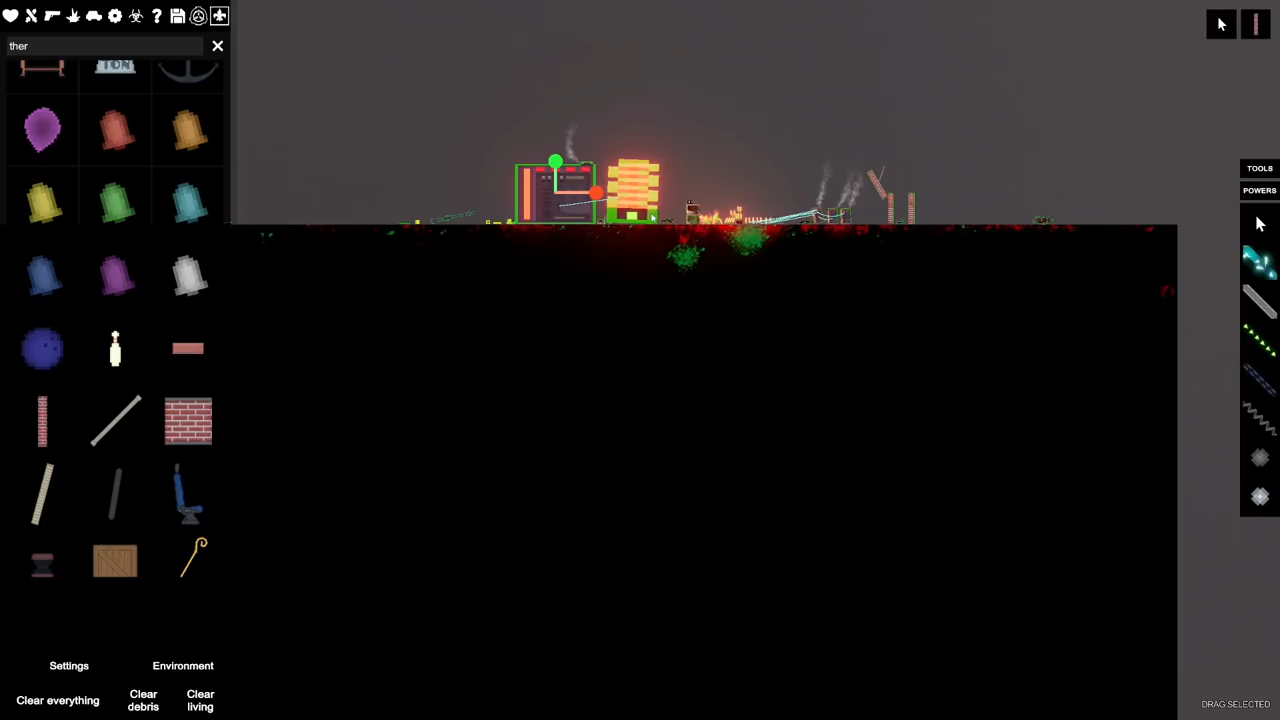 ther
TON
TOOLS
POWERS
Settings
Environment
Clear everything
Clear debris
Clear living
DRAG SELECTED